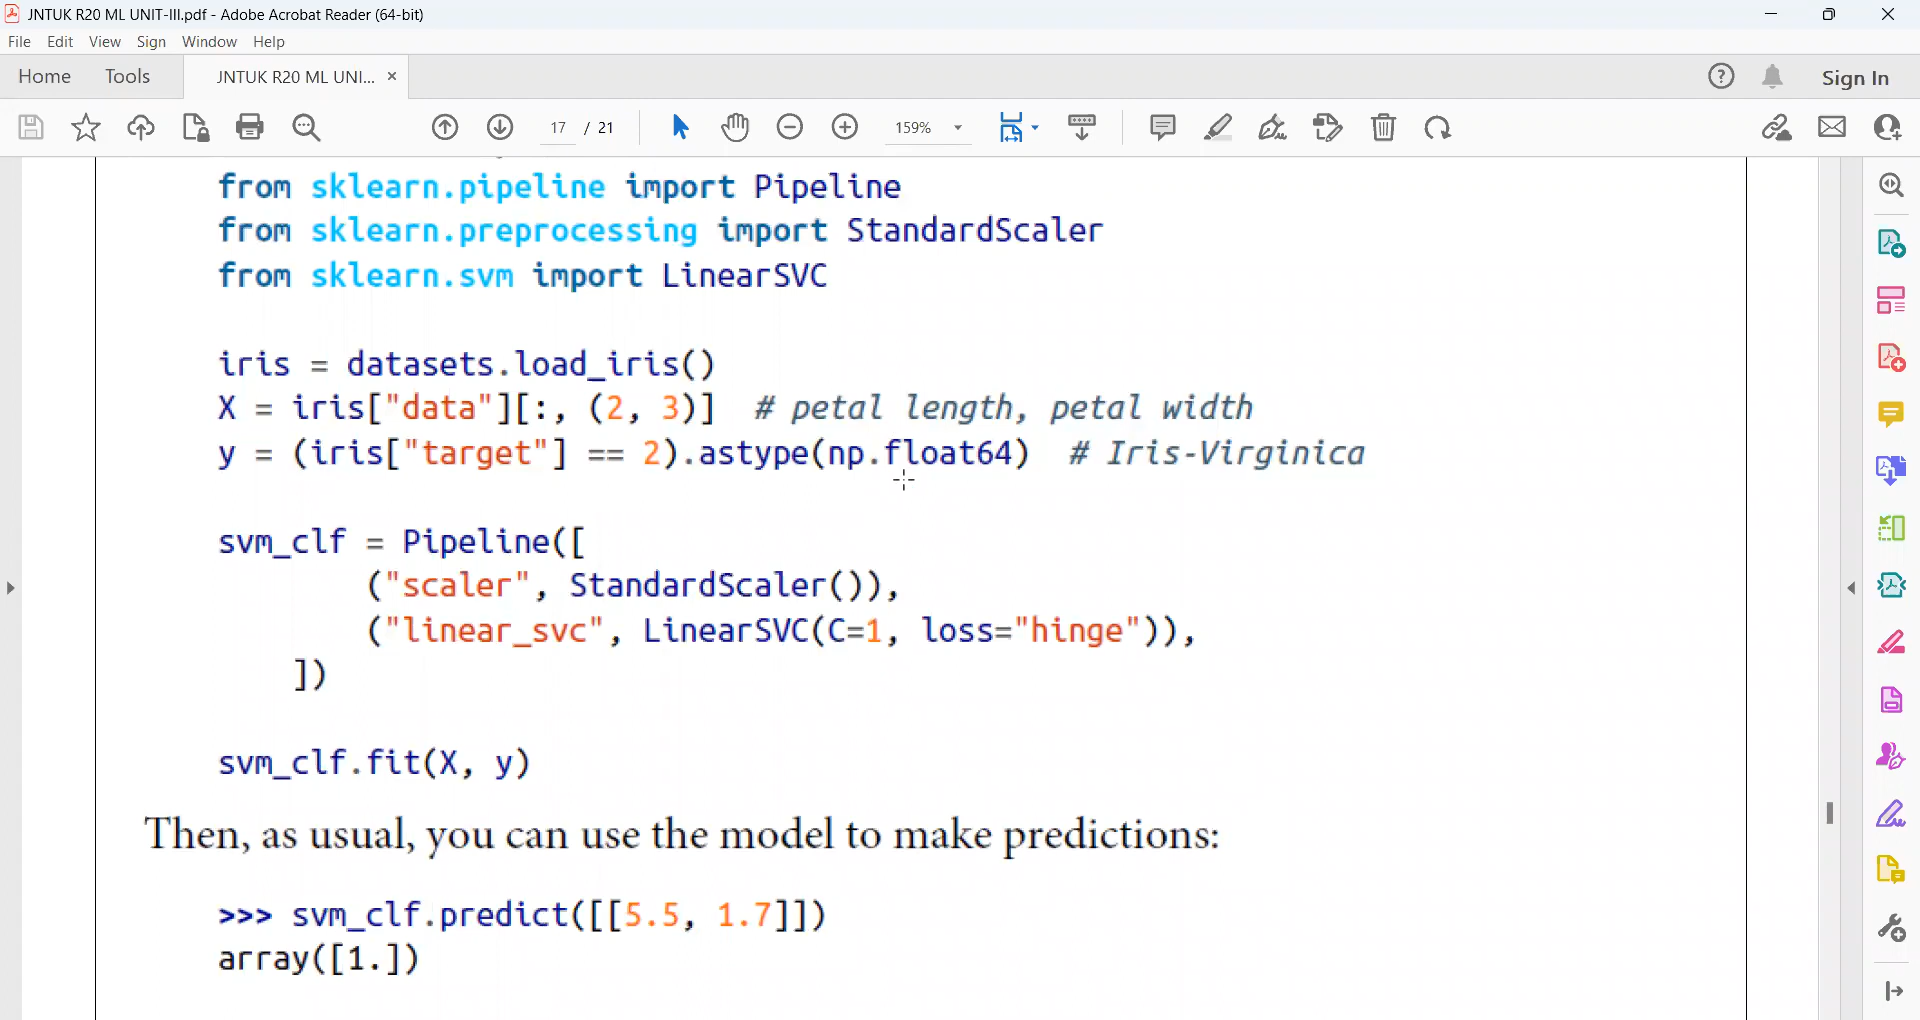 JNTUK R20 ML UNIT-III.pdf - Adobe Acrobat Reader (64-bit)
File Edit View Sign Window Help
Home Tools JNTUK R20 ML UNI... × Sign In
17 / 21 159%
from sklearn.pipeline import Pipeline
from sklearn.preprocessing import StandardScaler
from sklearn.svm import LinearSVC
iris = datasets.load_iris()
X = iris["data"][:, (2, 3)]  # petal length, petal width
y = (iris["target"] == 2).astype(np.float64)  # Iris-Virginica
svm_clf = Pipeline([
        ("scaler", StandardScaler()),
        ("linear_svc", LinearSVC(C=1, loss="hinge")),
    ])
svm_clf.fit(X, y)
Then, as usual, you can use the model to make predictions:
>>> svm_clf.predict([[5.5, 1.7]])
array([1.])